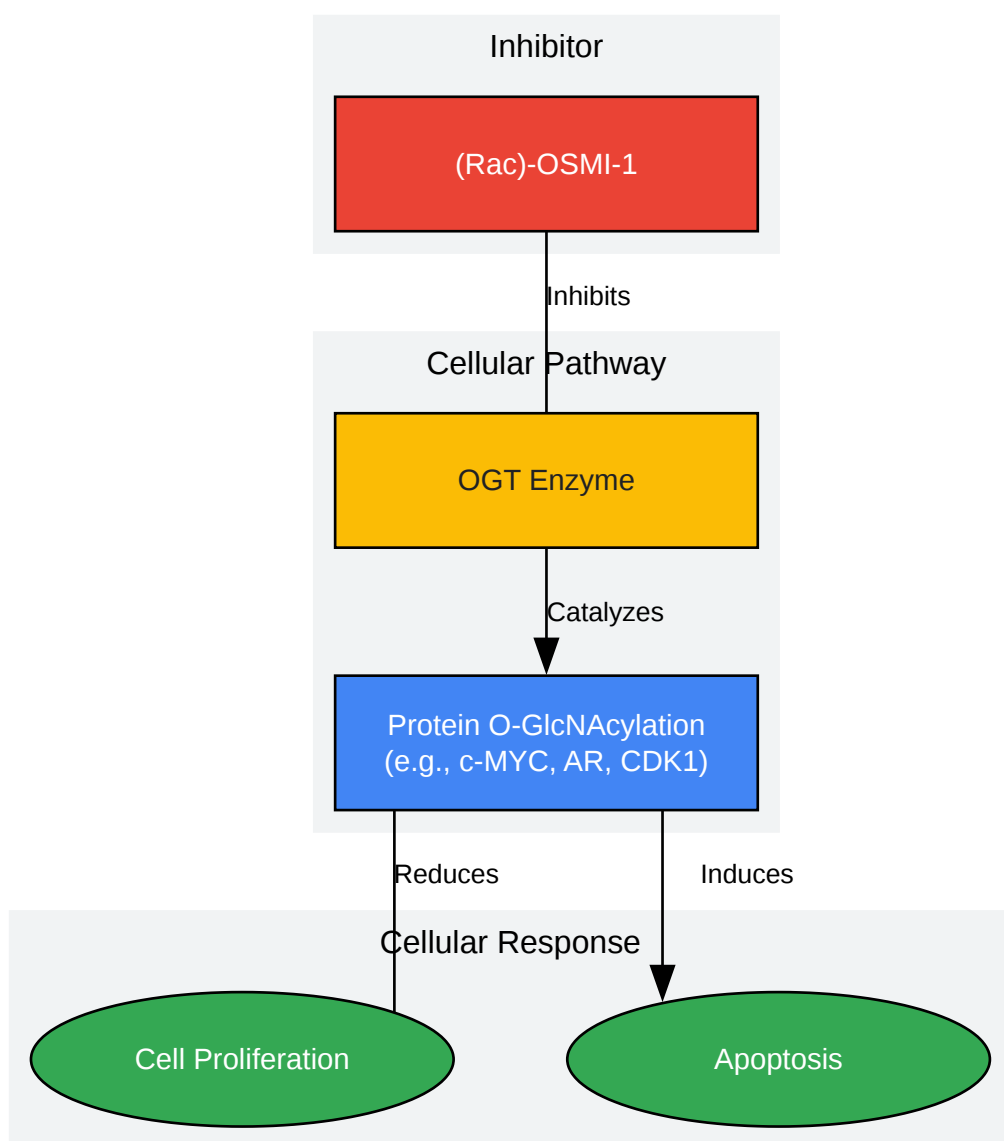 Inhibitor
(Rac)-OSMI-1
Inhibits
Cellular Pathway
OGT Enzyme
Catalyzes
Protein O-GlcNAcylation
(e.g., c-MYC, AR, CDK1)
Reduces
Induces
Cellular Response
Cell Proliferation
Apoptosis